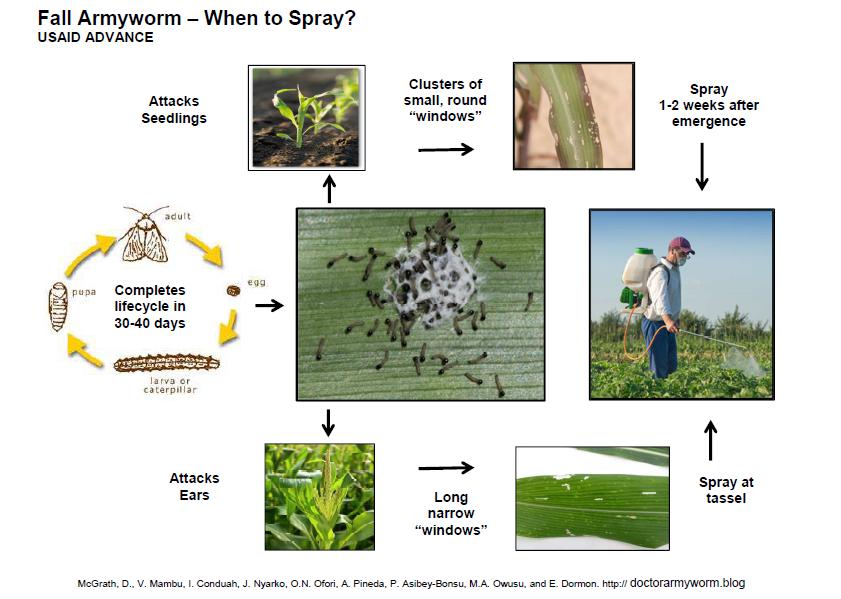 Fall Armyworm – When to Spray?
USAID ADVANCE
Attacks
Seedlings
Clusters of
small, round
“windows”
Spray
1-2 weeks after
emergence
adult
egg
pupa
Completes
lifecycle in
30-40 days
larva or
caterpillar
Attacks
Ears
Long
narrow
“windows”
Spray at
tassel
McGrath, D., V. Mambu, I. Conduah, J. Nyarko, O.N. Ofori, A. Pineda, P. Asibey-Bonsu, M.A. Owusu, and E. Dormon. http:// doctorarmyworm.blog